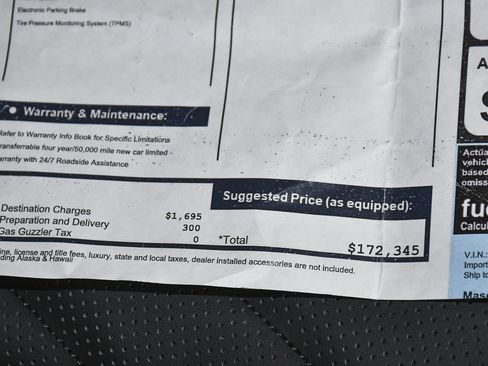 Electronic Parking Brake
Tire Pressure Monitoring System (TPMS)
Warranty & Maintenance:
Refer to Warranty Info Book for Specific Limitations
ransferrable four year/50,000 mile new car limited
arranty with 24/7 Roadside Assistance
Destination Charges $1,695
Preparation and Delivery 300
Gas Guzzler Tax 0
Suggested Price (as equipped):
*Total $172,345
ine, license and title fees, luxury, state and local taxes, dealer installed accessories are not included.
ding Alaska & Hawaii
A
Actua
vehicl
based
omiss
fu
Calcu
V.I.N.:
Import
Ship to
Mase